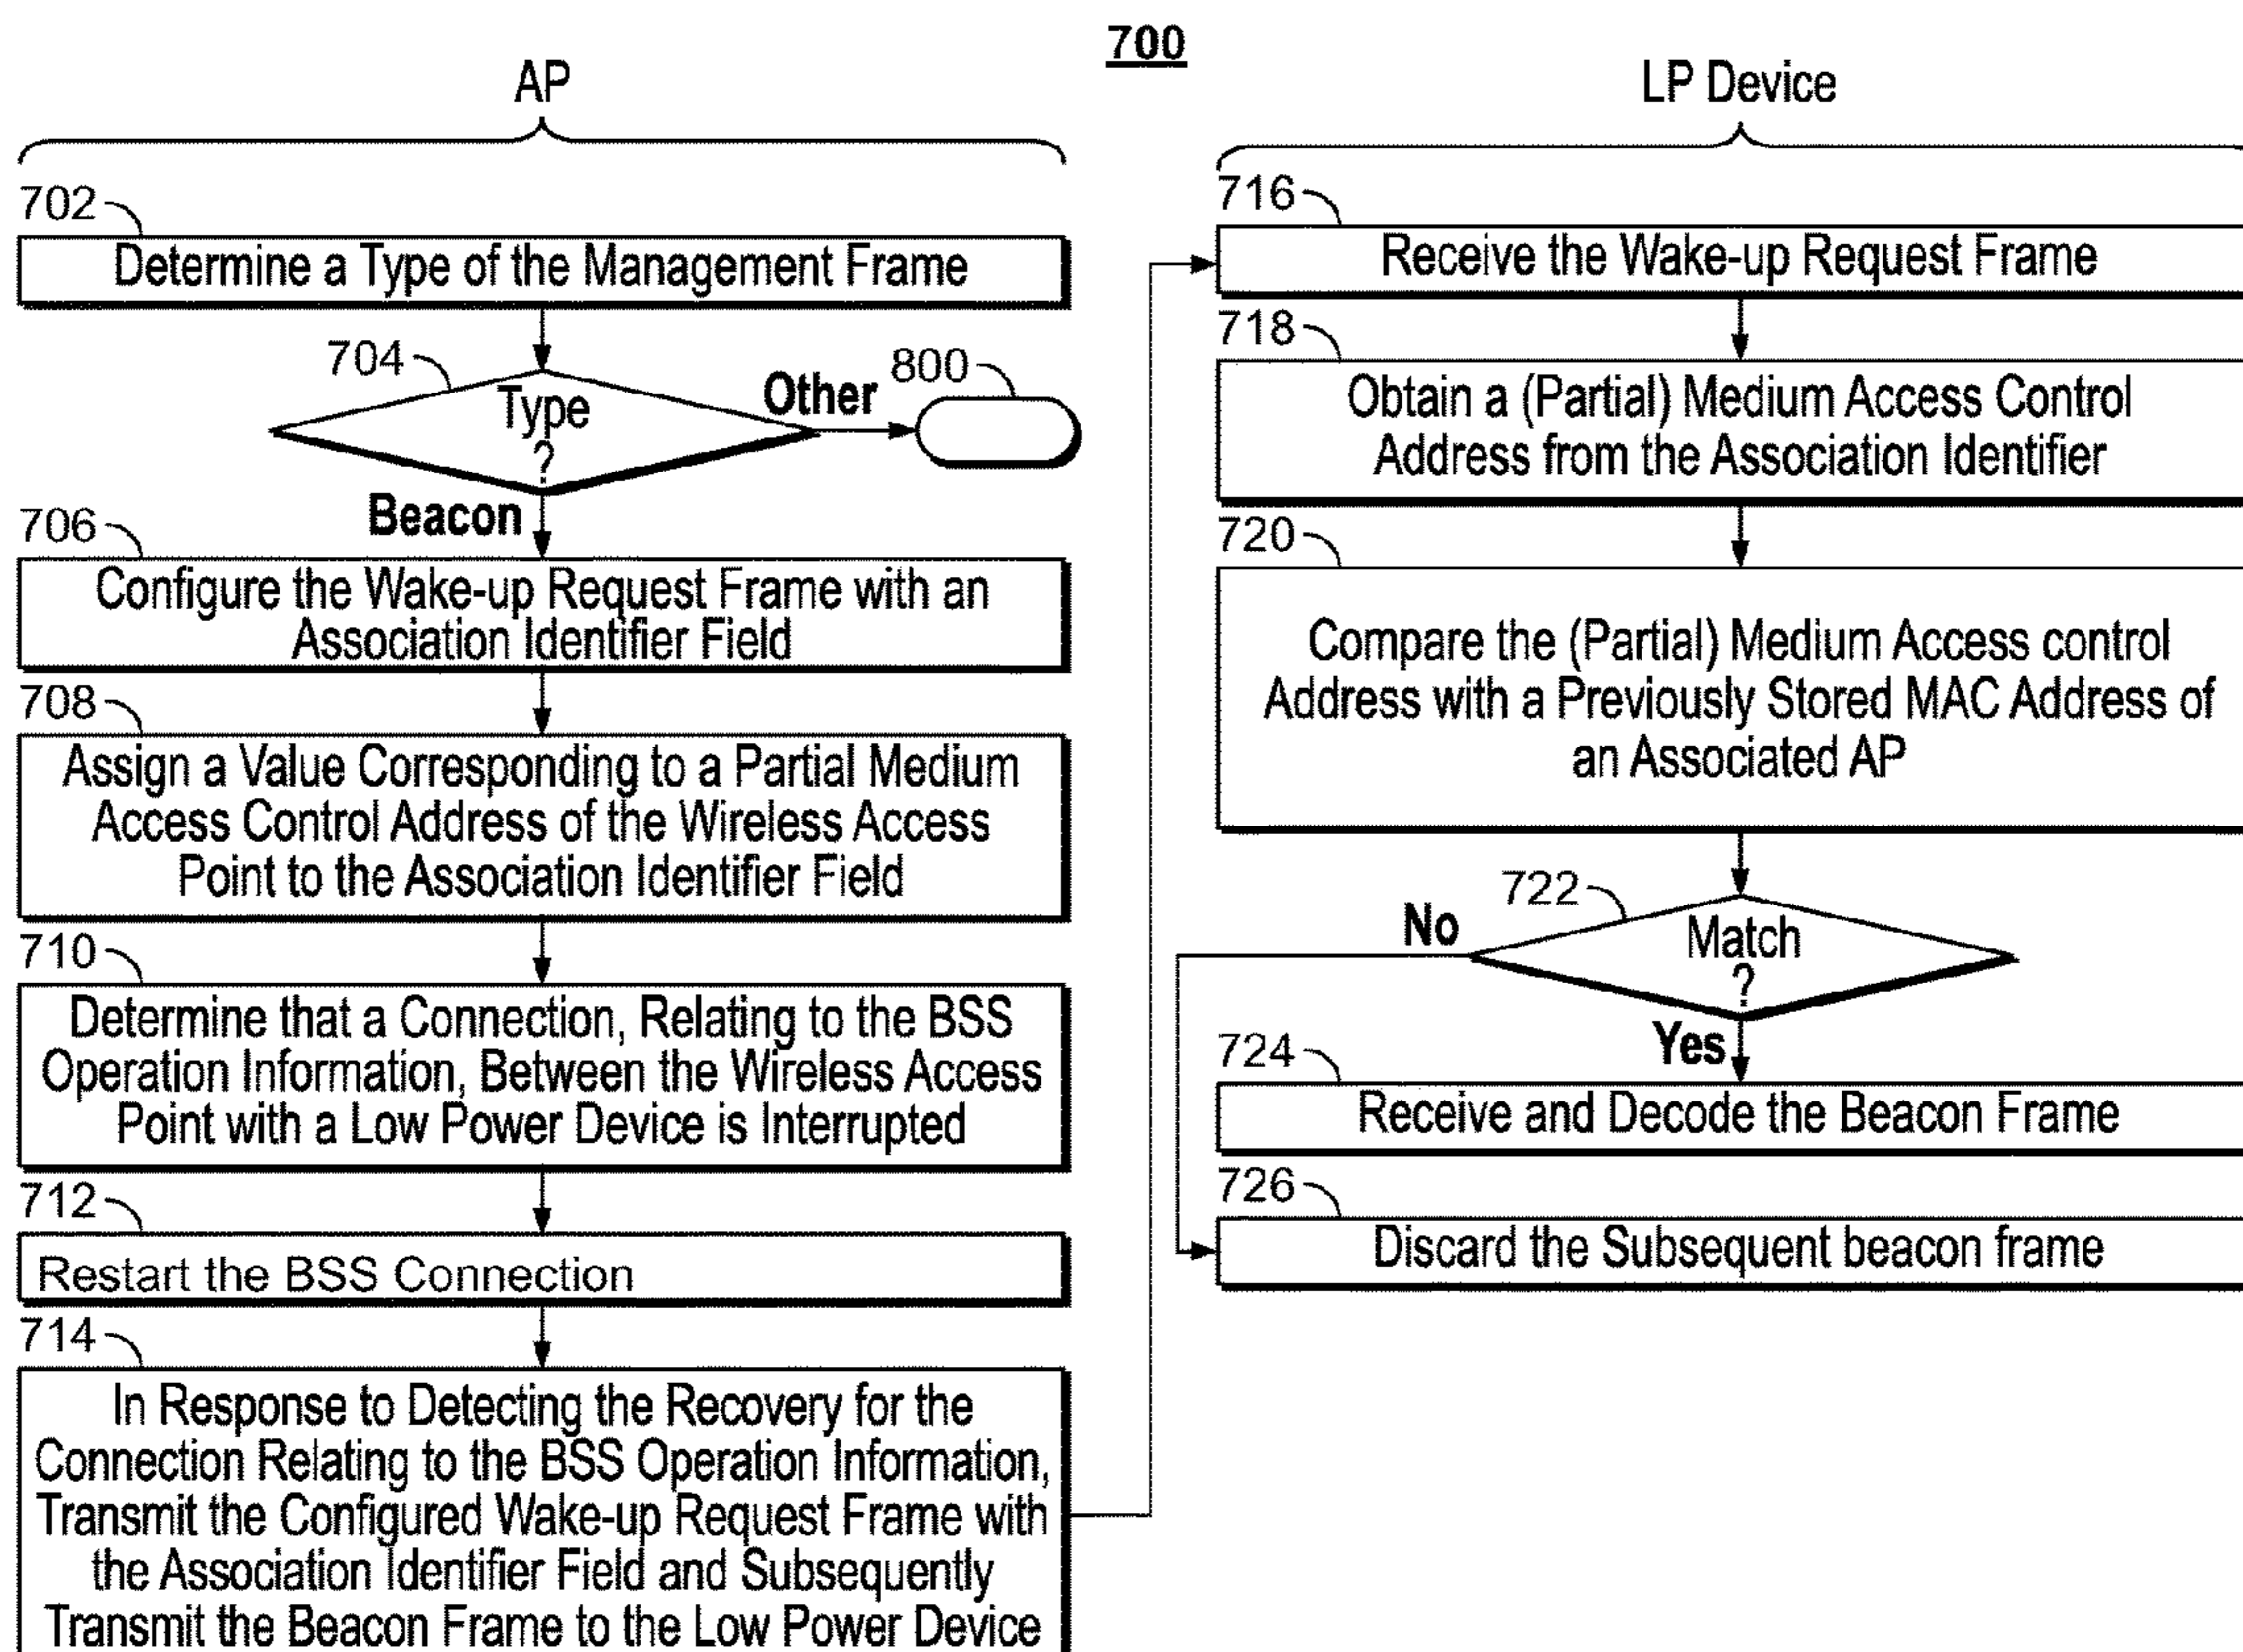 700
AP
702
Determine a Type of the Management Frame
704
Type
?
Other
800
Beacon
706
Configure the Wake-up Request Frame with an
Association Identifier Field
708
Assign a Value Corresponding to a Partial Medium
Access Control Address of the Wireless Access
Point to the Association Identifier Field
710
Determine that a Connection, Relating to the BSS
Operation Information, Between the Wireless Access
Point with a Low Power Device is Interrupted
712
Restart the BSS Connection
714
In Response to Detecting the Recovery for the
Connection Relating to the BSS Operation Information,
Transmit the Configured Wake-up Request Frame with
the Association Identifier Field and Subsequently
Transmit the Beacon Frame to the Low Power Device
LP Device
716
Receive the Wake-up Request Frame
718
Obtain a (Partial) Medium Access Control
Address from the Association Identifier
720
Compare the (Partial) Medium Access control
Address with a Previously Stored MAC Address of
an Associated AP
722
Match
?
No
Yes
724
Receive and Decode the Beacon Frame
726
Discard the Subsequent beacon frame